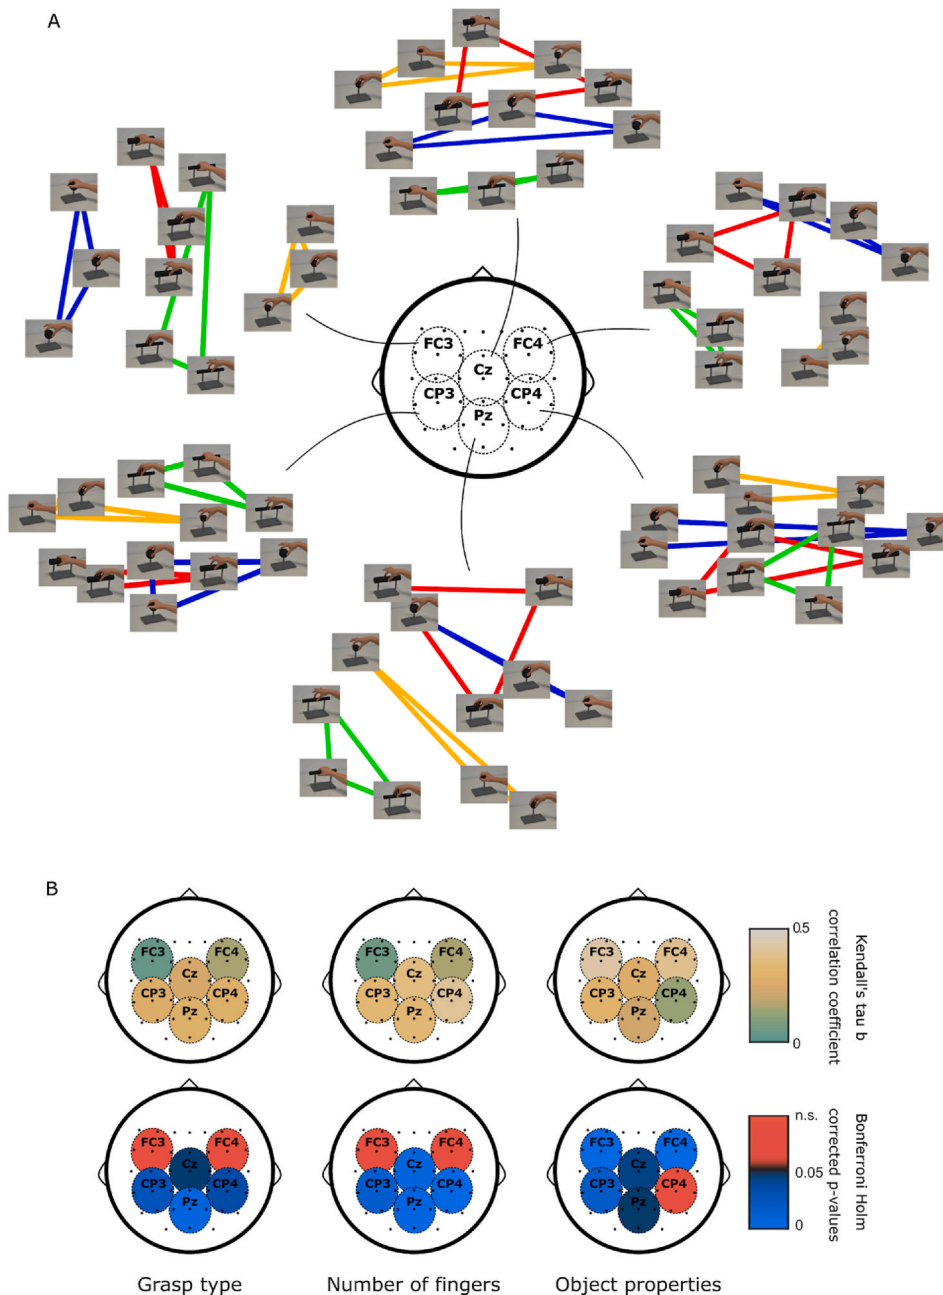 A
FC3 FC4
Cz
CP3 CP4
Pz
B
FC3 FC4
Cz
CP3 CP4
Pz
FC3 FC4
Cz
CP3 CP4
Pz
FC3 FC4
Cz
CP3 CP4
Pz
0.5
0
Kendall's tau b
correlation coefficient
FC3 FC4
Cz
CP3 CP4
Pz
FC3 FC4
Cz
CP3 CP4
Pz
FC3 FC4
Cz
CP3 CP4
Pz
n.s.
0.05
0
Bonferroni Holm
corrected p-values
Grasp type
Number of fingers
Object properties